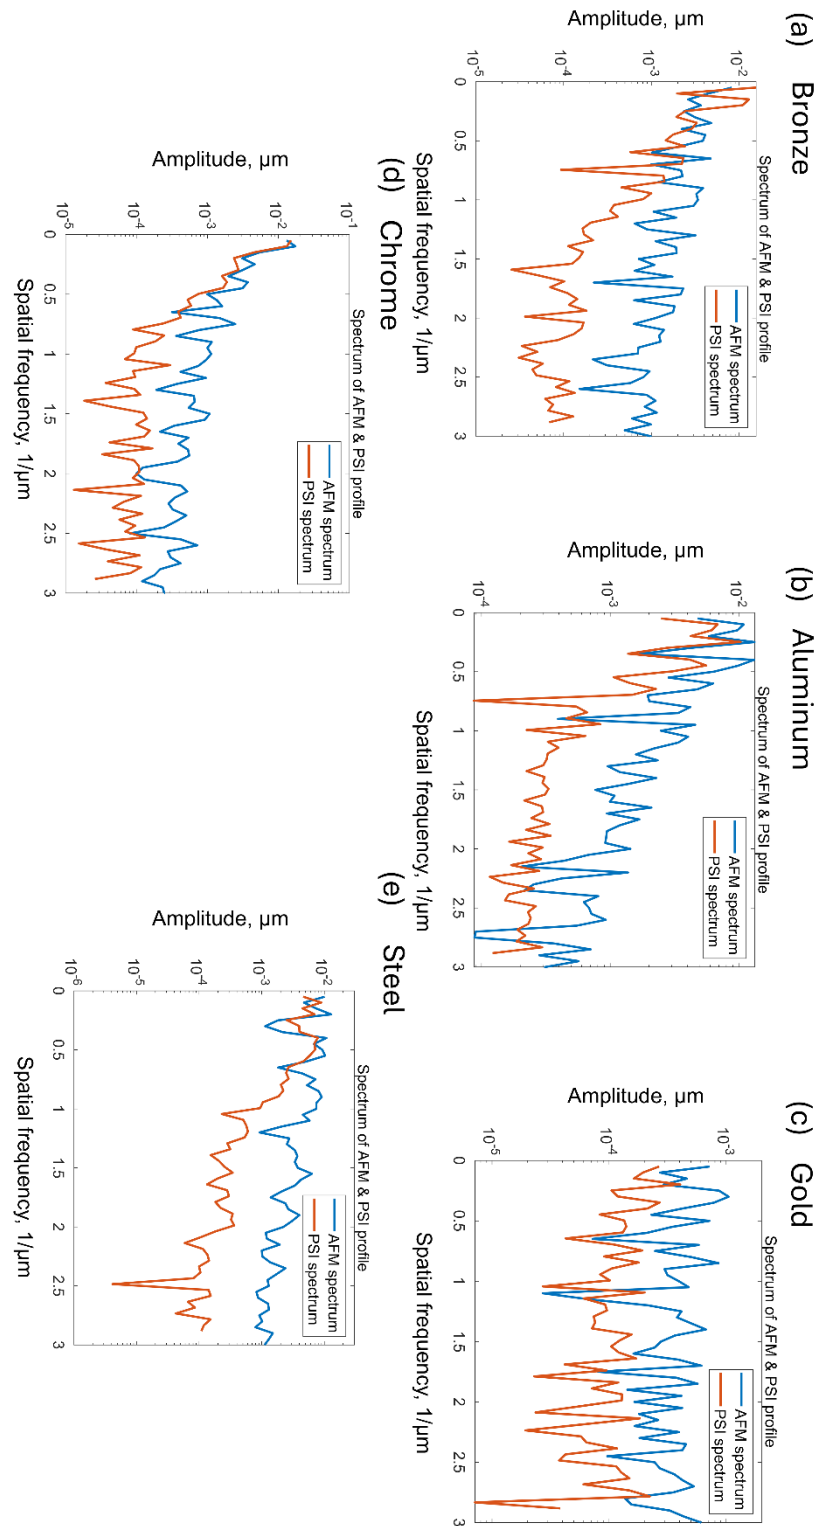 (a) Bronze
Spectrum of AFM & PSI profile
AFM spectrum
PSI spectrum
Amplitude, µm
10⁻² 10⁻³ 10⁻⁴ 10⁻⁵
0 0.5 1 1.5 2 2.5 3
Spatial frequency, 1/µm
(b) Aluminum
Spectrum of AFM & PSI profile
AFM spectrum
PSI spectrum
Amplitude, µm
10⁻² 10⁻³ 10⁻⁴
0 0.5 1 1.5 2 2.5 3
Spatial frequency, 1/µm
(c) Gold
Spectrum of AFM & PSI profile
AFM spectrum
PSI spectrum
Amplitude, µm
10⁻³ 10⁻⁴ 10⁻⁵
0 0.5 1 1.5 2 2.5 3
Spatial frequency, 1/µm
(d) Chrome
Spectrum of AFM & PSI profile
AFM spectrum
PSI spectrum
Amplitude, µm
10⁻¹ 10⁻² 10⁻³ 10⁻⁴ 10⁻⁵
0 0.5 1 1.5 2 2.5 3
Spatial frequency, 1/µm
(e) Steel
Spectrum of AFM & PSI profile
AFM spectrum
PSI spectrum
Amplitude, µm
10⁻² 10⁻³ 10⁻⁴ 10⁻⁵ 10⁻⁶
0 0.5 1 1.5 2 2.5 3
Spatial frequency, 1/µm